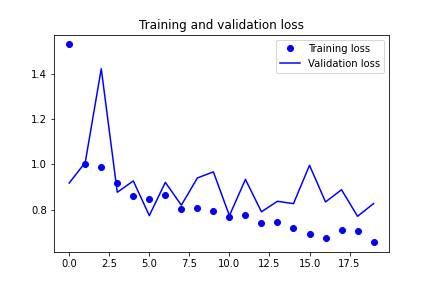 Training and validation loss
Training loss
Validation loss
1.4
1.2
1.0
0.8
0.0 2.5 5.0 7.5 10.0 12.5 15.0 17.5